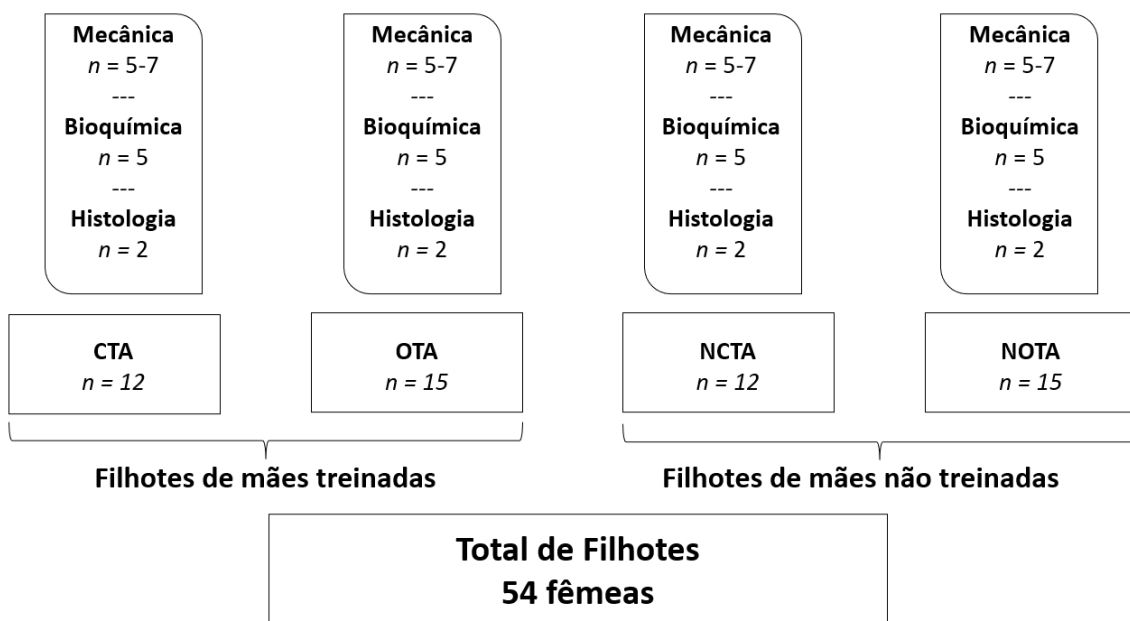 Mecânica
n = 5-7
---
Bioquímica
n = 5
---
Histologia
n = 2
Mecânica
n = 5-7
---
Bioquímica
n = 5
---
Histologia
n = 2
Mecânica
n = 5-7
---
Bioquímica
n = 5
---
Histologia
n = 2
Mecânica
n = 5-7
---
Bioquímica
n = 5
---
Histologia
n = 2
CTA
n = 12
OTA
n = 15
NCTA
n = 12
NOTA
n = 15
Filhotes de mães treinadas
Filhotes de mães não treinadas
Total de Filhotes
54 fêmeas